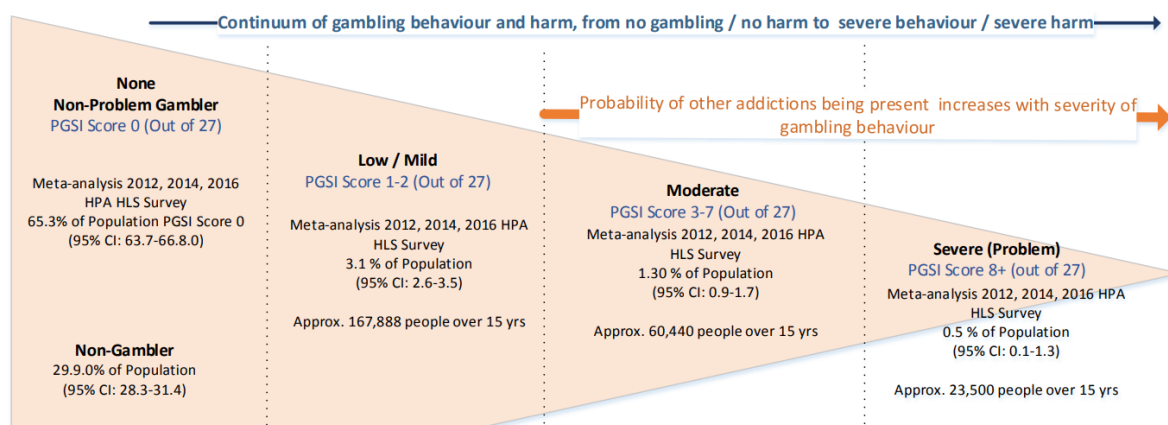 Continuum of gambling behaviour and harm, from no gambling / no harm to  severe behaviour / severe harm
None
Non-Problem Gambler
PGSI Score 0 (Out of 27)
Meta-analysis 2012, 2014, 2016
HPA HLS Survey
65.3% of Population PGSI Score 0
(95% CI: 63.7-66.8.0)
Non-Gambler
29.9.0% of Population
(95% CI: 28.3-31.4)
Low / Mild
PGSI Score 1-2 (Out of 27)
Meta-analysis 2012, 2014, 2016 HPA
HLS Survey
3.1 % of Population
(95% CI: 2.6-3.5)
Approx. 167,888 people over 15 yrs
Probability of other addictions being present  increases with severity of
gambling behaviour
Moderate
PGSI Score 3-7 (Out of 27)
Meta-analysis 2012, 2014, 2016 HPA
HLS Survey
1.30 % of Population
(95% CI: 0.9-1.7)
Approx. 60,440 people over 15 yrs
Severe (Problem)
PGSI Score 8+ (out of 27)
Meta-analysis 2012, 2014, 2016 HPA
HLS Survey
0.5 % of Population
(95% CI: 0.1-1.3)
Approx. 23,500 people over 15 yrs